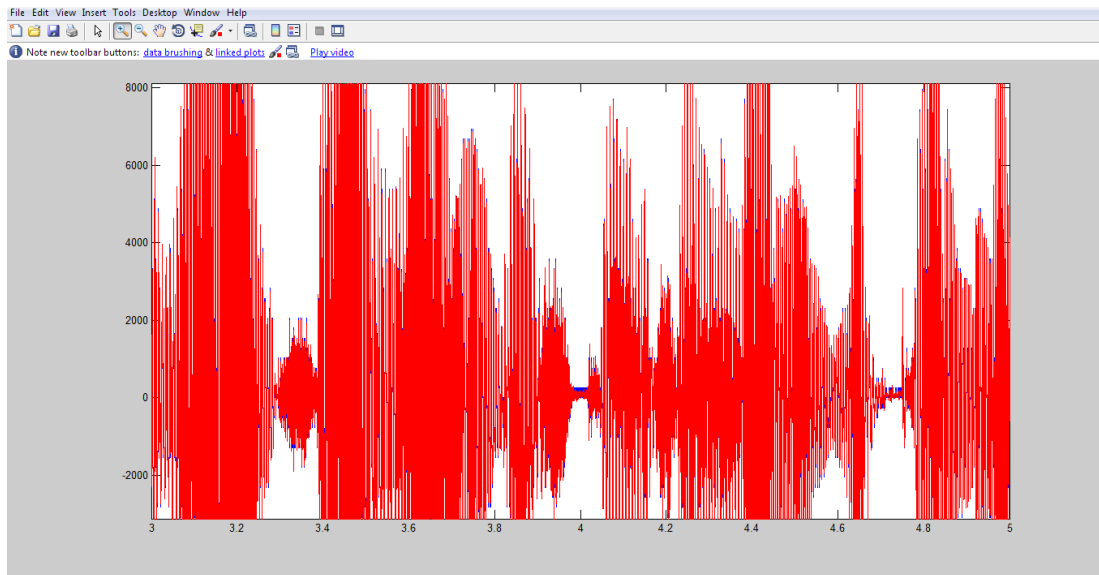 File Edit View Insert Tools Desktop Window Help
Note new toolbar buttons: data brushing & linked plots Play video
8000
6000
4000
2000
0
-2000
3 3.2 3.4 3.6 3.8 4 4.2 4.4 4.6 4.8 5